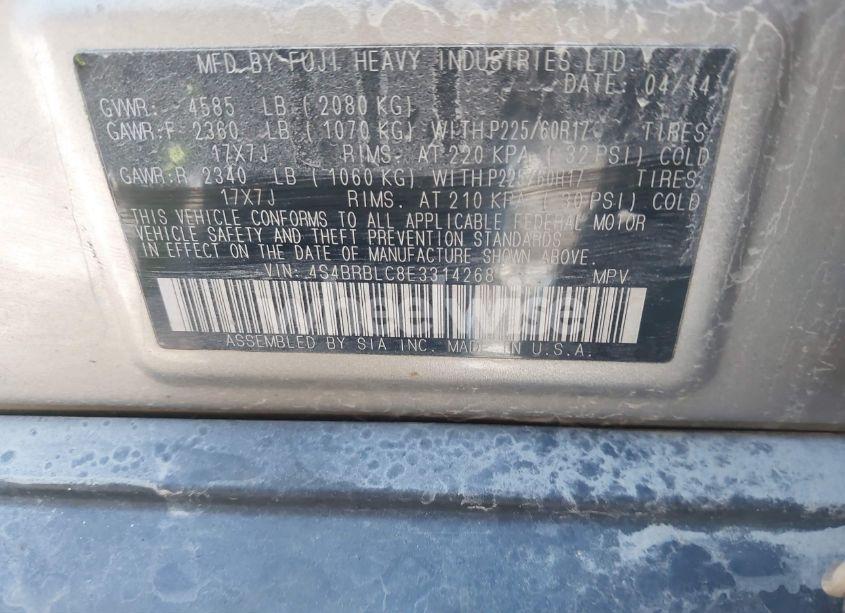 MFD BY FUJI HEAVY INDUSTRIES LTD.
DATE: 04/14
GVWR: 4585 LB (2080 KG)
GAWR:F 2360 LB (1070 KG) WITH P225/60R17 TIRES
17X7J RIMS. AT 220 KPA (32 PSI) COLD
GAWR:R 2340 LB (1060 KG) WITH P225/60R17 TIRES
17X7J RIMS. AT 210 KPA (30 PSI) COLD
THIS VEHICLE CONFORMS TO ALL APPLICABLE FEDERAL MOTOR
VEHICLE SAFETY AND THEFT PREVENTION STANDARDS
IN EFFECT ON THE DATE OF MANUFACTURE SHOWN ABOVE.
VIN: 4S4BRBLC8E3314268 MPV
ASSEMBLED BY SIA INC. MADE IN U.S.A.